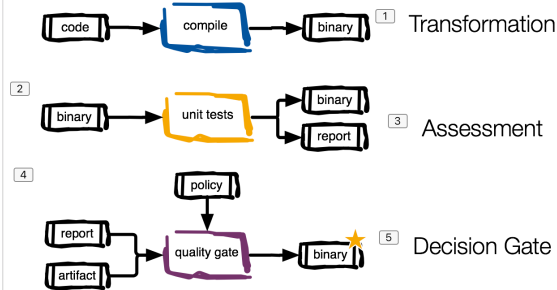 code
compile
binary
1
Transformation
2
binary
unit tests
binary
report
3
Assessment
4
policy
report
artifact
quality gate
binary
5
Decision Gate